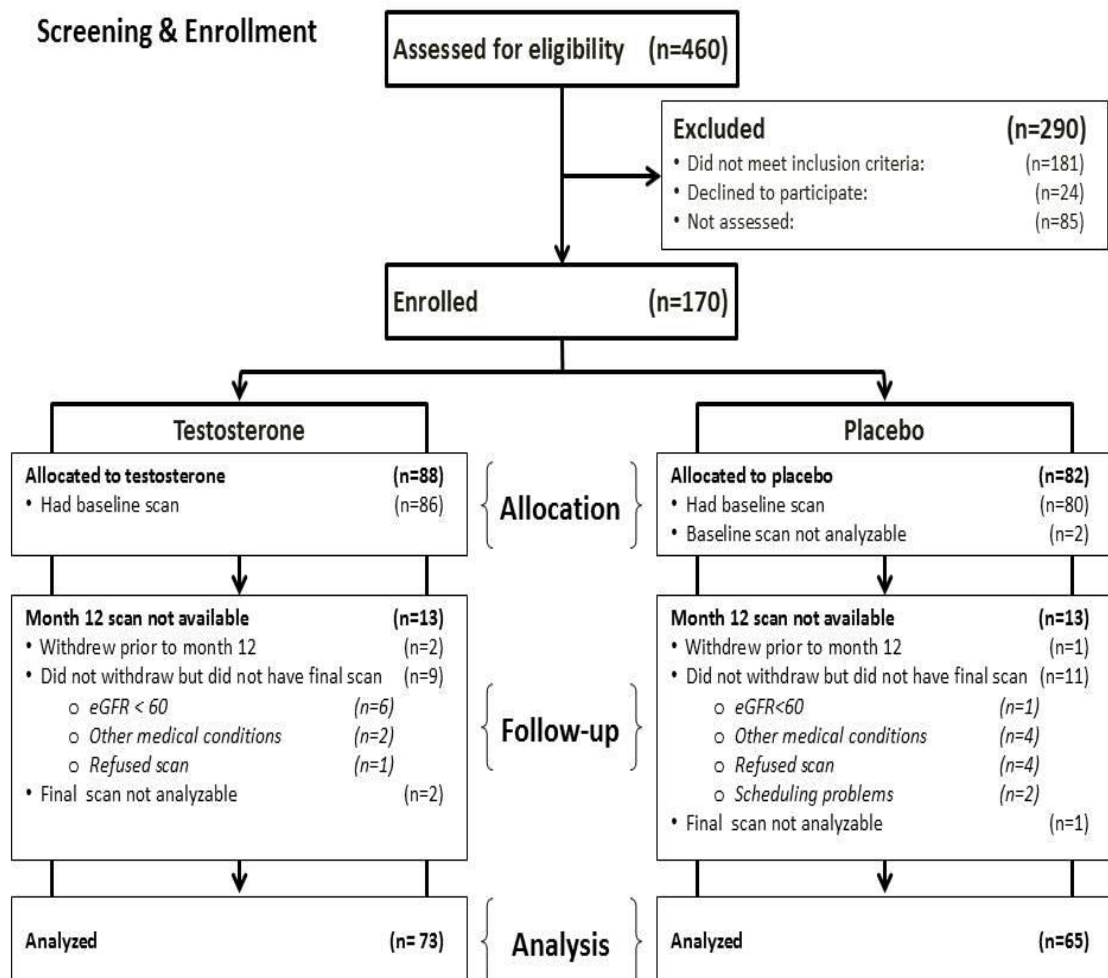 Screening & Enrollment
Assessed for eligibility (n=460)
Excluded (n=290)
• Did not meet inclusion criteria: (n=181)
• Declined to participate: (n=24)
• Not assessed: (n=85)
Enrolled (n=170)
Testosterone
Allocated to testosterone (n=88)
• Had baseline scan (n=86)
Allocation
Placebo
Allocated to placebo (n=82)
• Had baseline scan (n=80)
• Baseline scan not analyzable (n=2)
Month 12 scan not available (n=13)
• Withdrew prior to month 12 (n=2)
• Did not withdraw but did not have final scan (n=9)
o eGFR < 60 (n=6)
o Other medical conditions (n=2)
o Refused scan (n=1)
• Final scan not analyzable (n=2)
Follow-up
Month 12 scan not available (n=13)
• Withdrew prior to month 12 (n=1)
• Did not withdraw but did not have final scan (n=11)
o eGFR<60 (n=1)
o Other medical conditions (n=4)
o Refused scan (n=4)
o Scheduling problems (n=2)
• Final scan not analyzable (n=1)
Analyzed (n= 73)
Analysis
Analyzed (n=65)